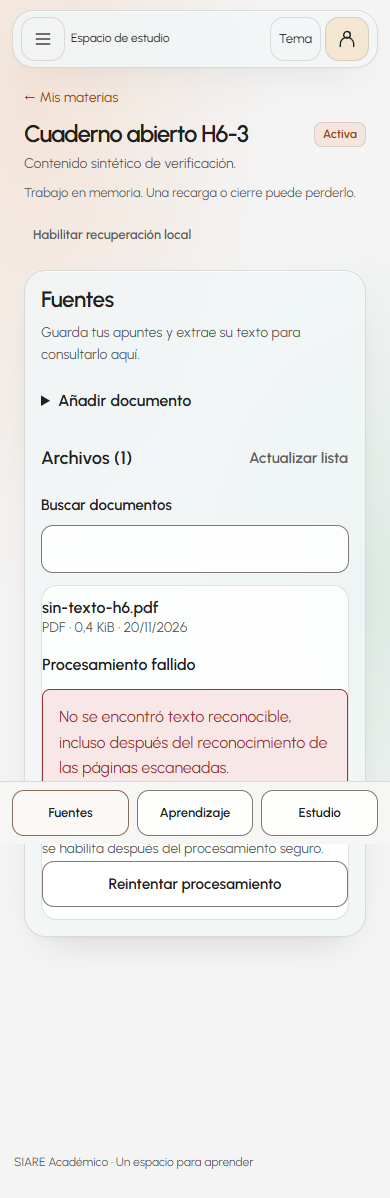 Espacio de estudio
Tema
← Mis materias
Cuaderno abierto H6-3
Activa
Contenido sintético de verificación.
Trabajo en memoria. Una recarga o cierre puede perderlo.
Habilitar recuperación local
Fuentes
Guarda tus apuntes y extrae su texto para
consultarlo aquí.
▶ Añadir documento
Archivos (1)
Actualizar lista
Buscar documentos
sin-texto-h6.pdf
PDF · 0,4 KiB · 20/11/2026
Procesamiento fallido
No se encontró texto reconocible,
incluso después del reconocimiento de
las páginas escaneadas.
Fuentes
Aprendizaje
Estudio
se habilita después del procesamiento seguro.
Reintentar procesamiento
SIARE Académico · Un espacio para aprender